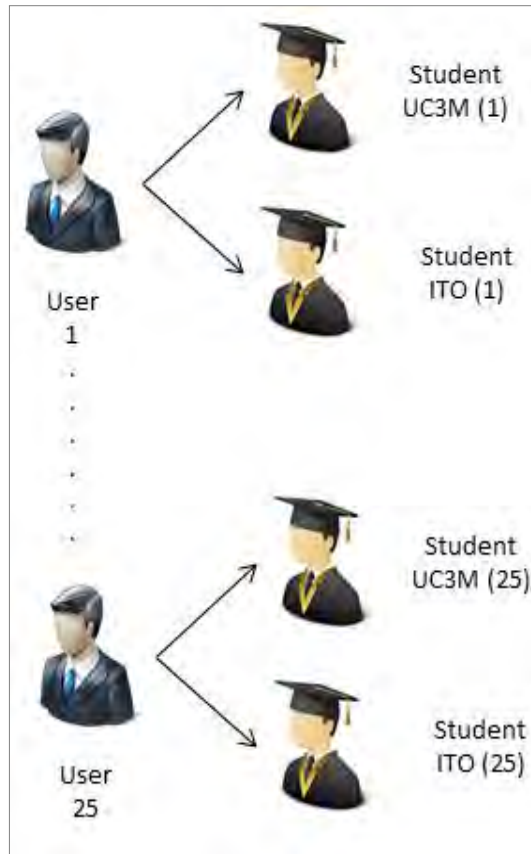 Student
UC3M (1)
Student
ITO (1)
User
1
.
.
.
.
.
.
Student
UC3M (25)
Student
ITO (25)
User
25